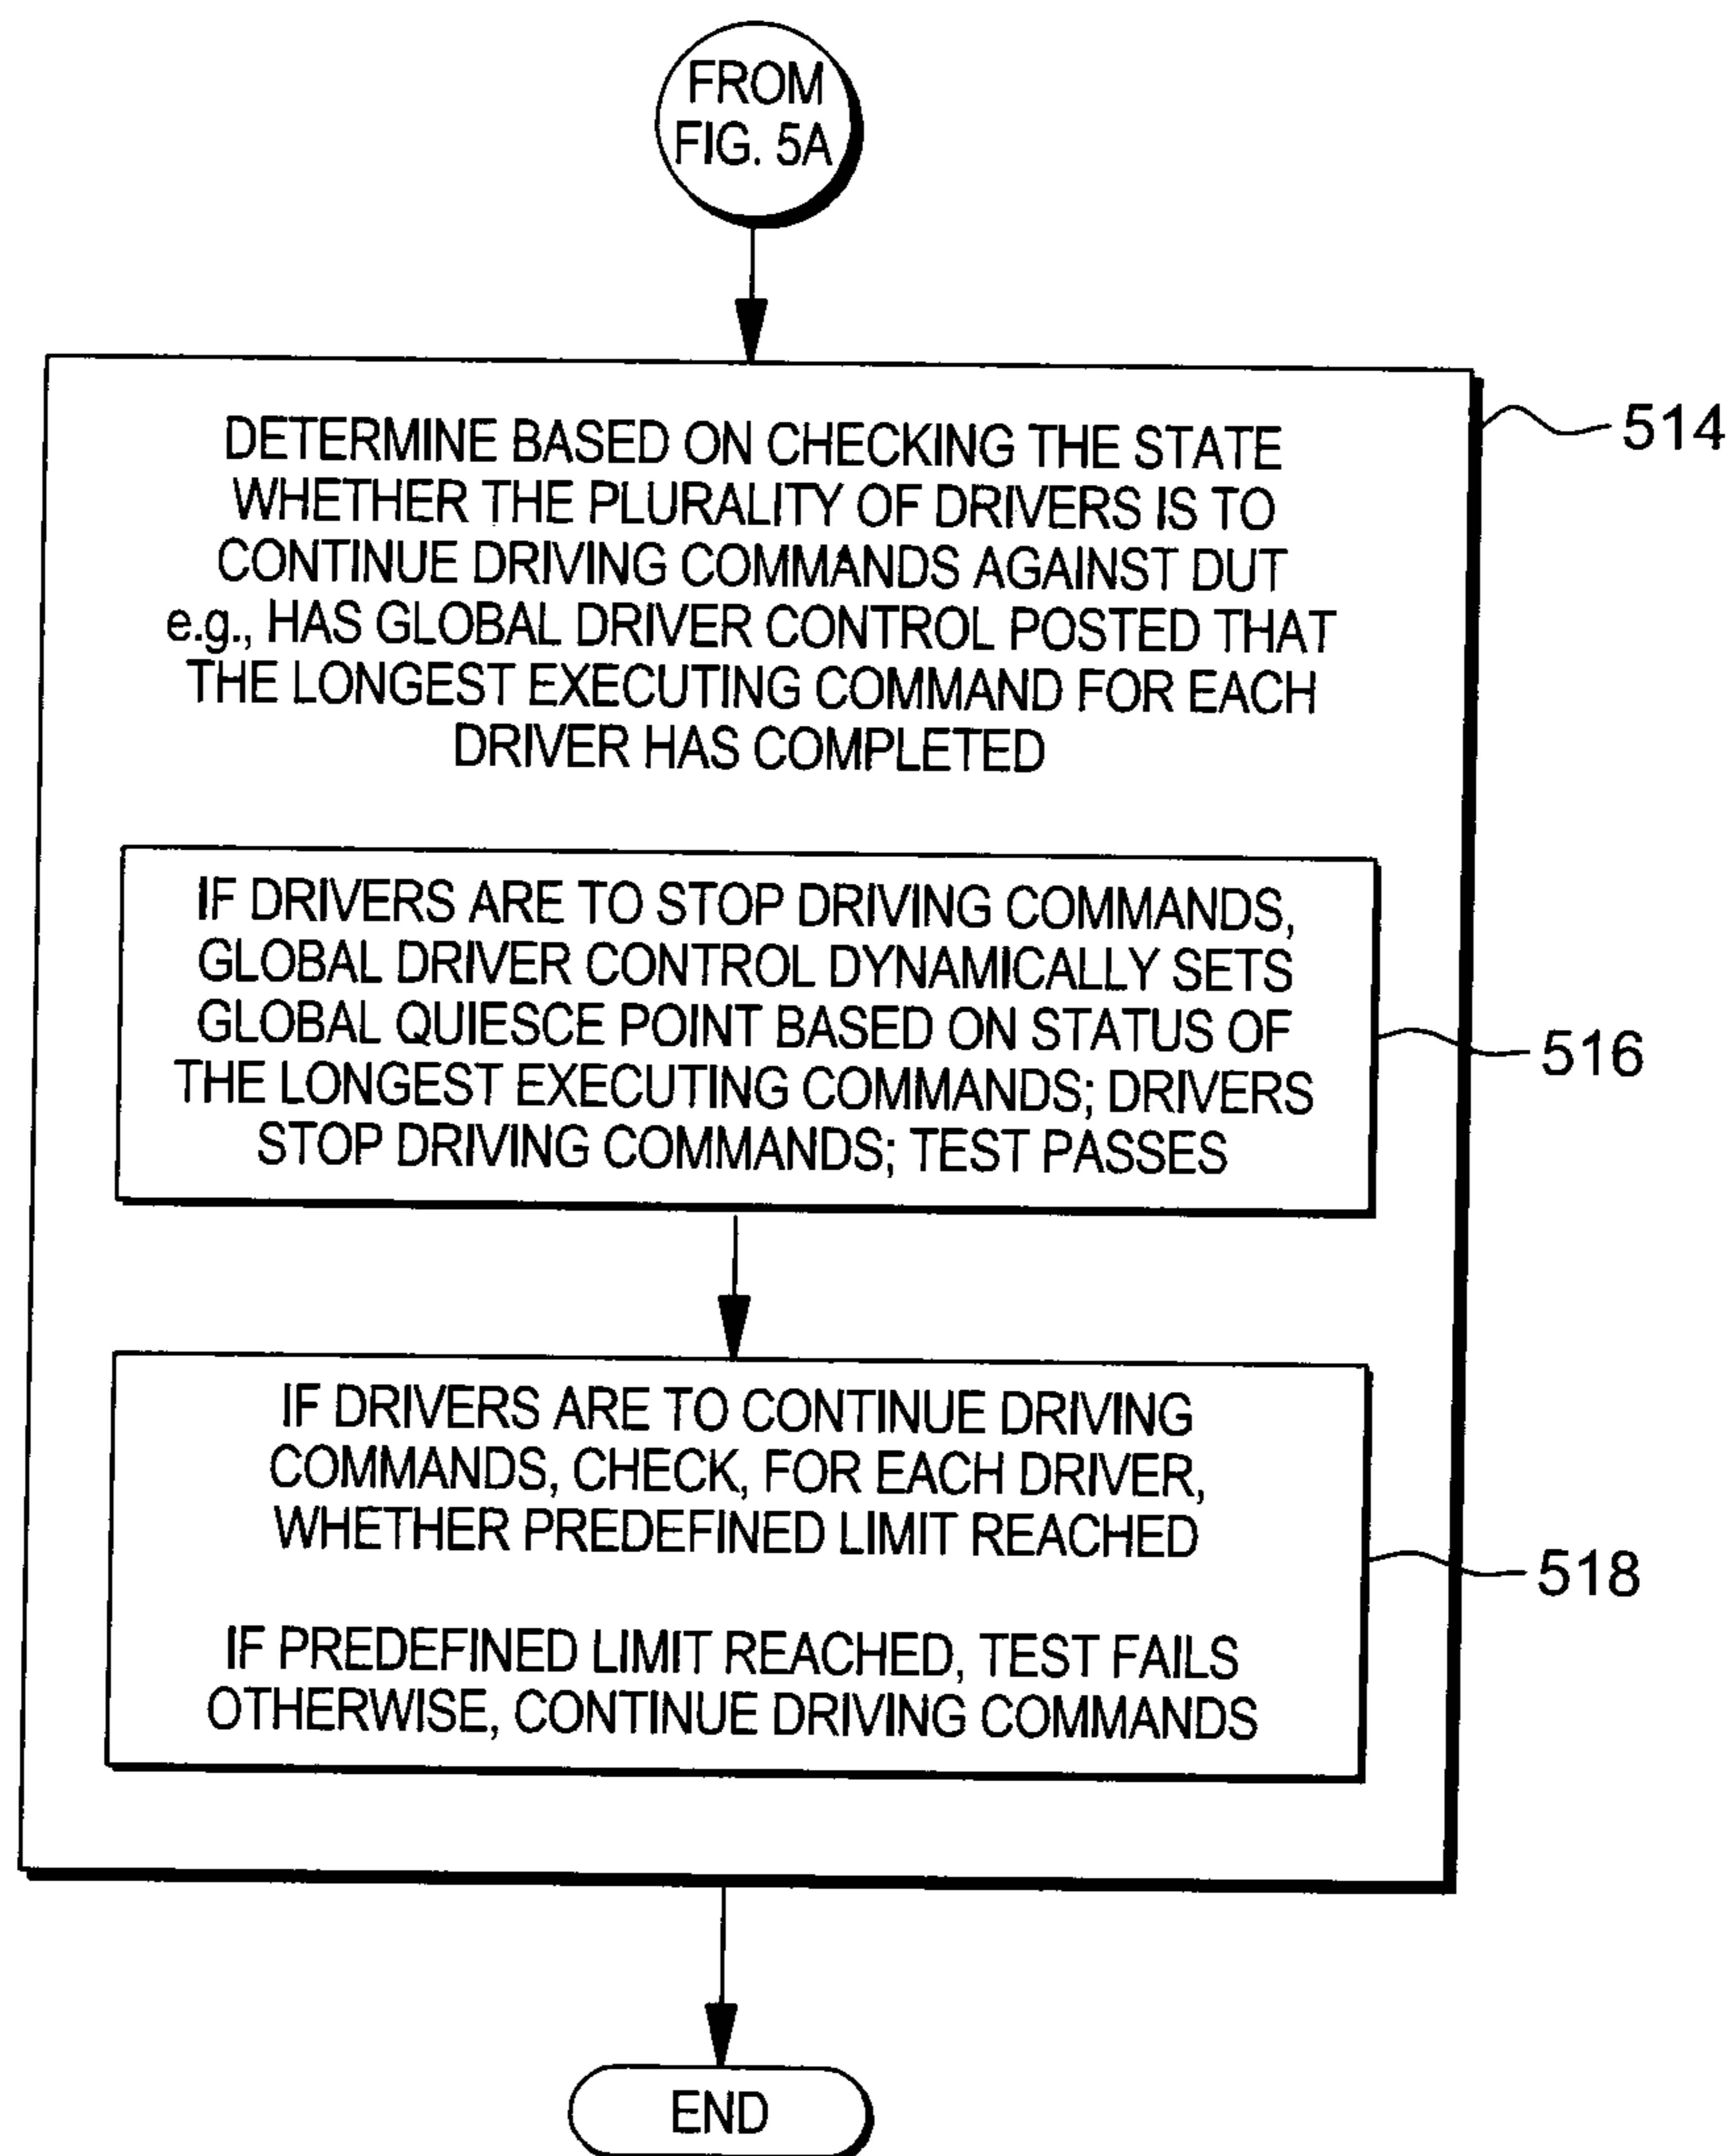 FROM
FIG. 5A
DETERMINE BASED ON CHECKING THE STATE
WHETHER THE PLURALITY OF DRIVERS IS TO
CONTINUE DRIVING COMMANDS AGAINST DUT
e.g., HAS GLOBAL DRIVER CONTROL POSTED THAT
THE LONGEST EXECUTING COMMAND FOR EACH
DRIVER HAS COMPLETED
514
IF DRIVERS ARE TO STOP DRIVING COMMANDS,
GLOBAL DRIVER CONTROL DYNAMICALLY SETS
GLOBAL QUIESCE POINT BASED ON STATUS OF
THE LONGEST EXECUTING COMMANDS; DRIVERS
STOP DRIVING COMMANDS; TEST PASSES
516
IF DRIVERS ARE TO CONTINUE DRIVING
COMMANDS, CHECK, FOR EACH DRIVER,
WHETHER PREDEFINED LIMIT REACHED
IF PREDEFINED LIMIT REACHED, TEST FAILS
OTHERWISE, CONTINUE DRIVING COMMANDS
518
END